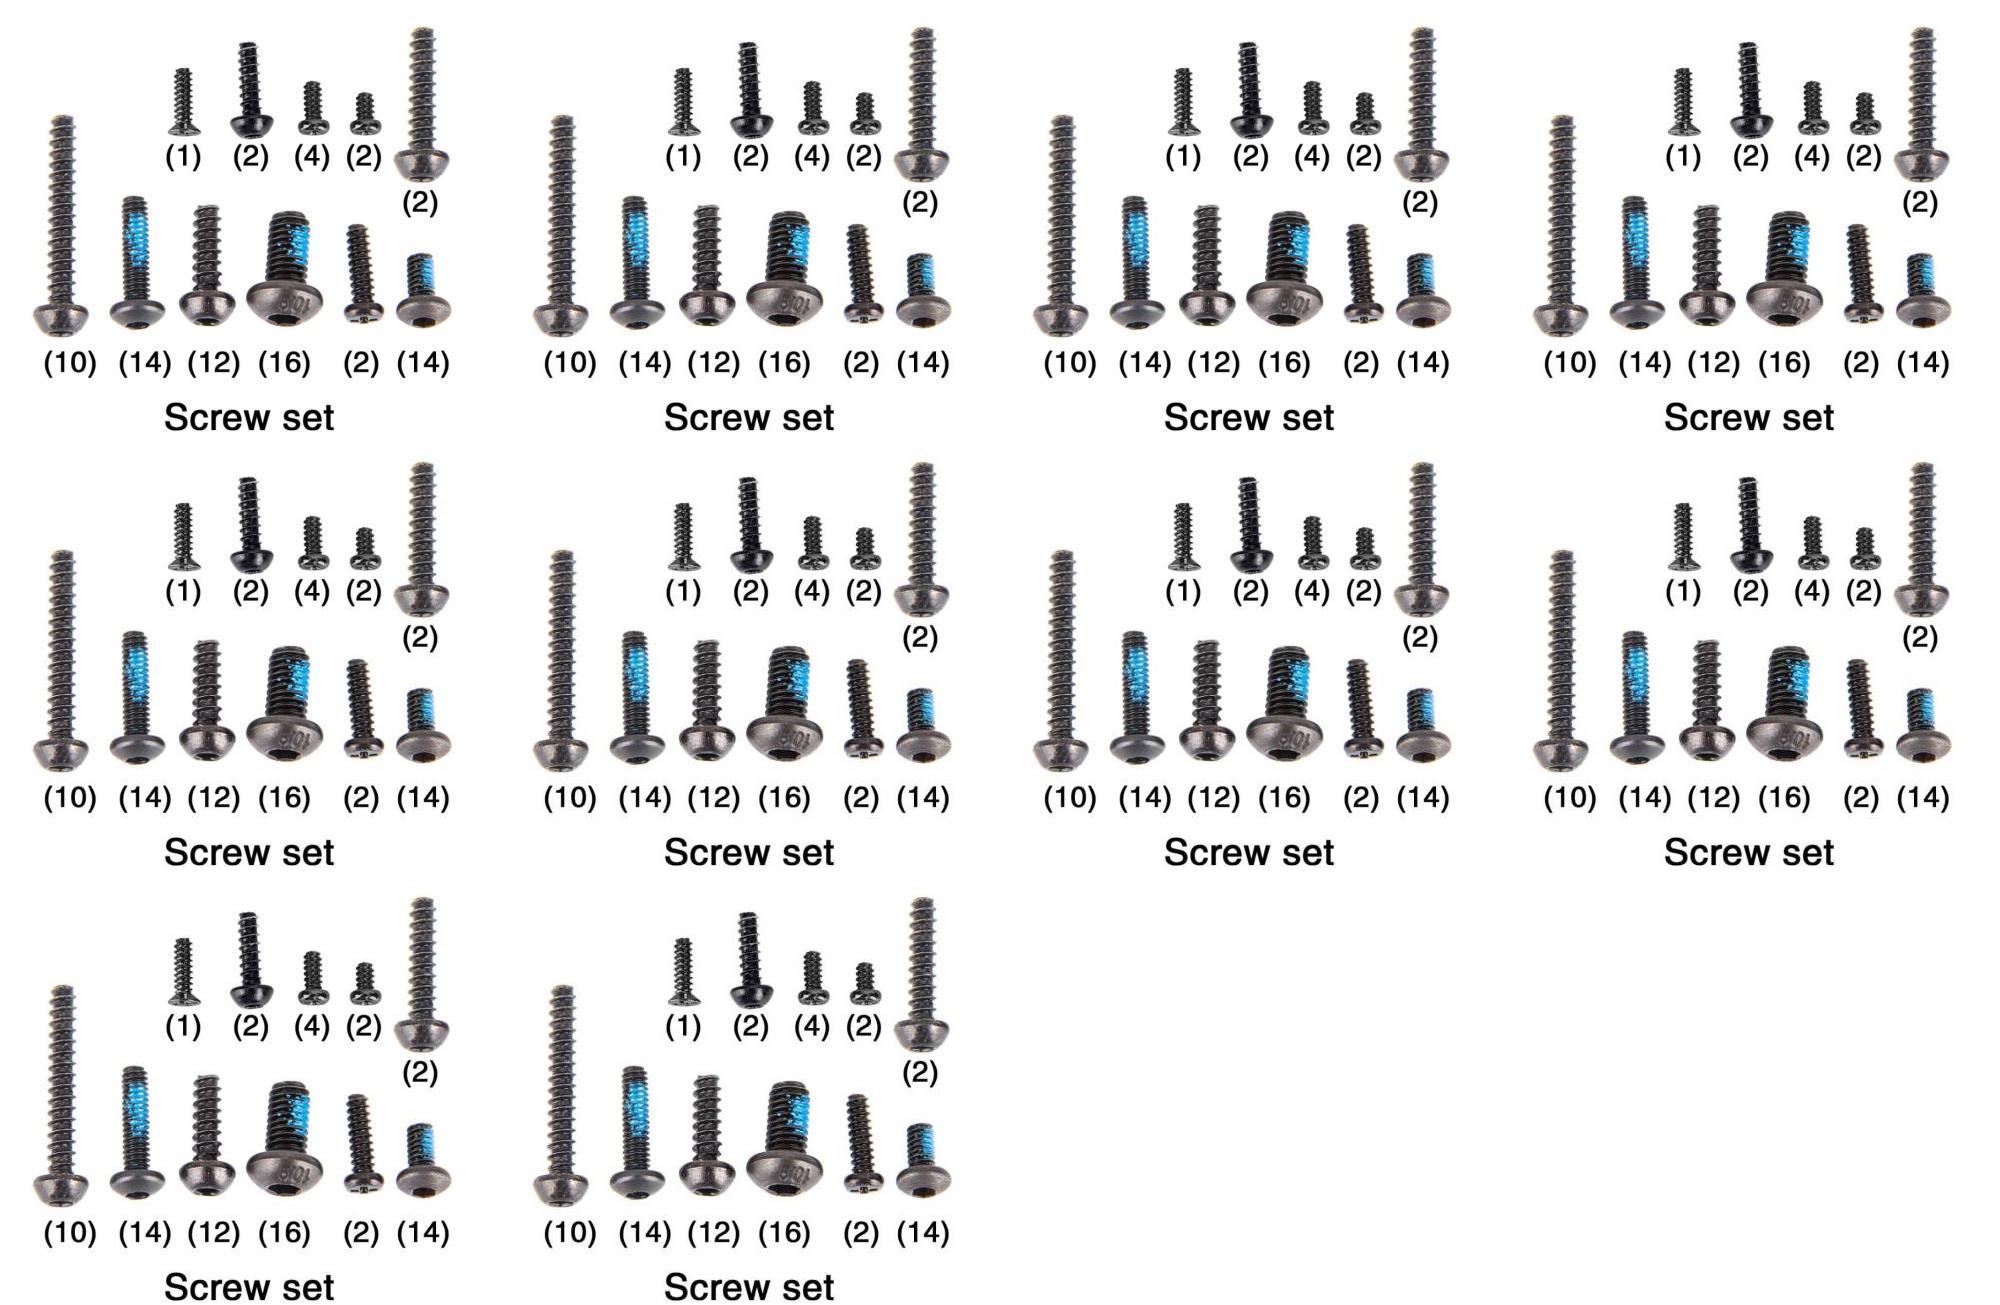 (1) (2) (4) (2) (1) (2) (4) (2) (1) (2) (4) (2) (1) (2) (4) (2)
(2) (2) (2) (2)
(10) (14) (12) (16) (2) (14) (10) (14) (12) (16) (2) (14) (10) (14) (12) (16) (2) (14) (10) (14) (12) (16) (2) (14)
Screw set Screw set Screw set Screw set
(1) (2) (4) (2) (1) (2) (4) (2) (1) (2) (4) (2) (1) (2) (4) (2)
(2) (2) (2) (2)
(10) (14) (12) (16) (2) (14) (10) (14) (12) (16) (2) (14) (10) (14) (12) (16) (2) (14) (10) (14) (12) (16) (2) (14)
Screw set Screw set Screw set Screw set
(1) (2) (4) (2) (1) (2) (4) (2)
(2) (2)
(10) (14) (12) (16) (2) (14) (10) (14) (12) (16) (2) (14)
Screw set Screw set